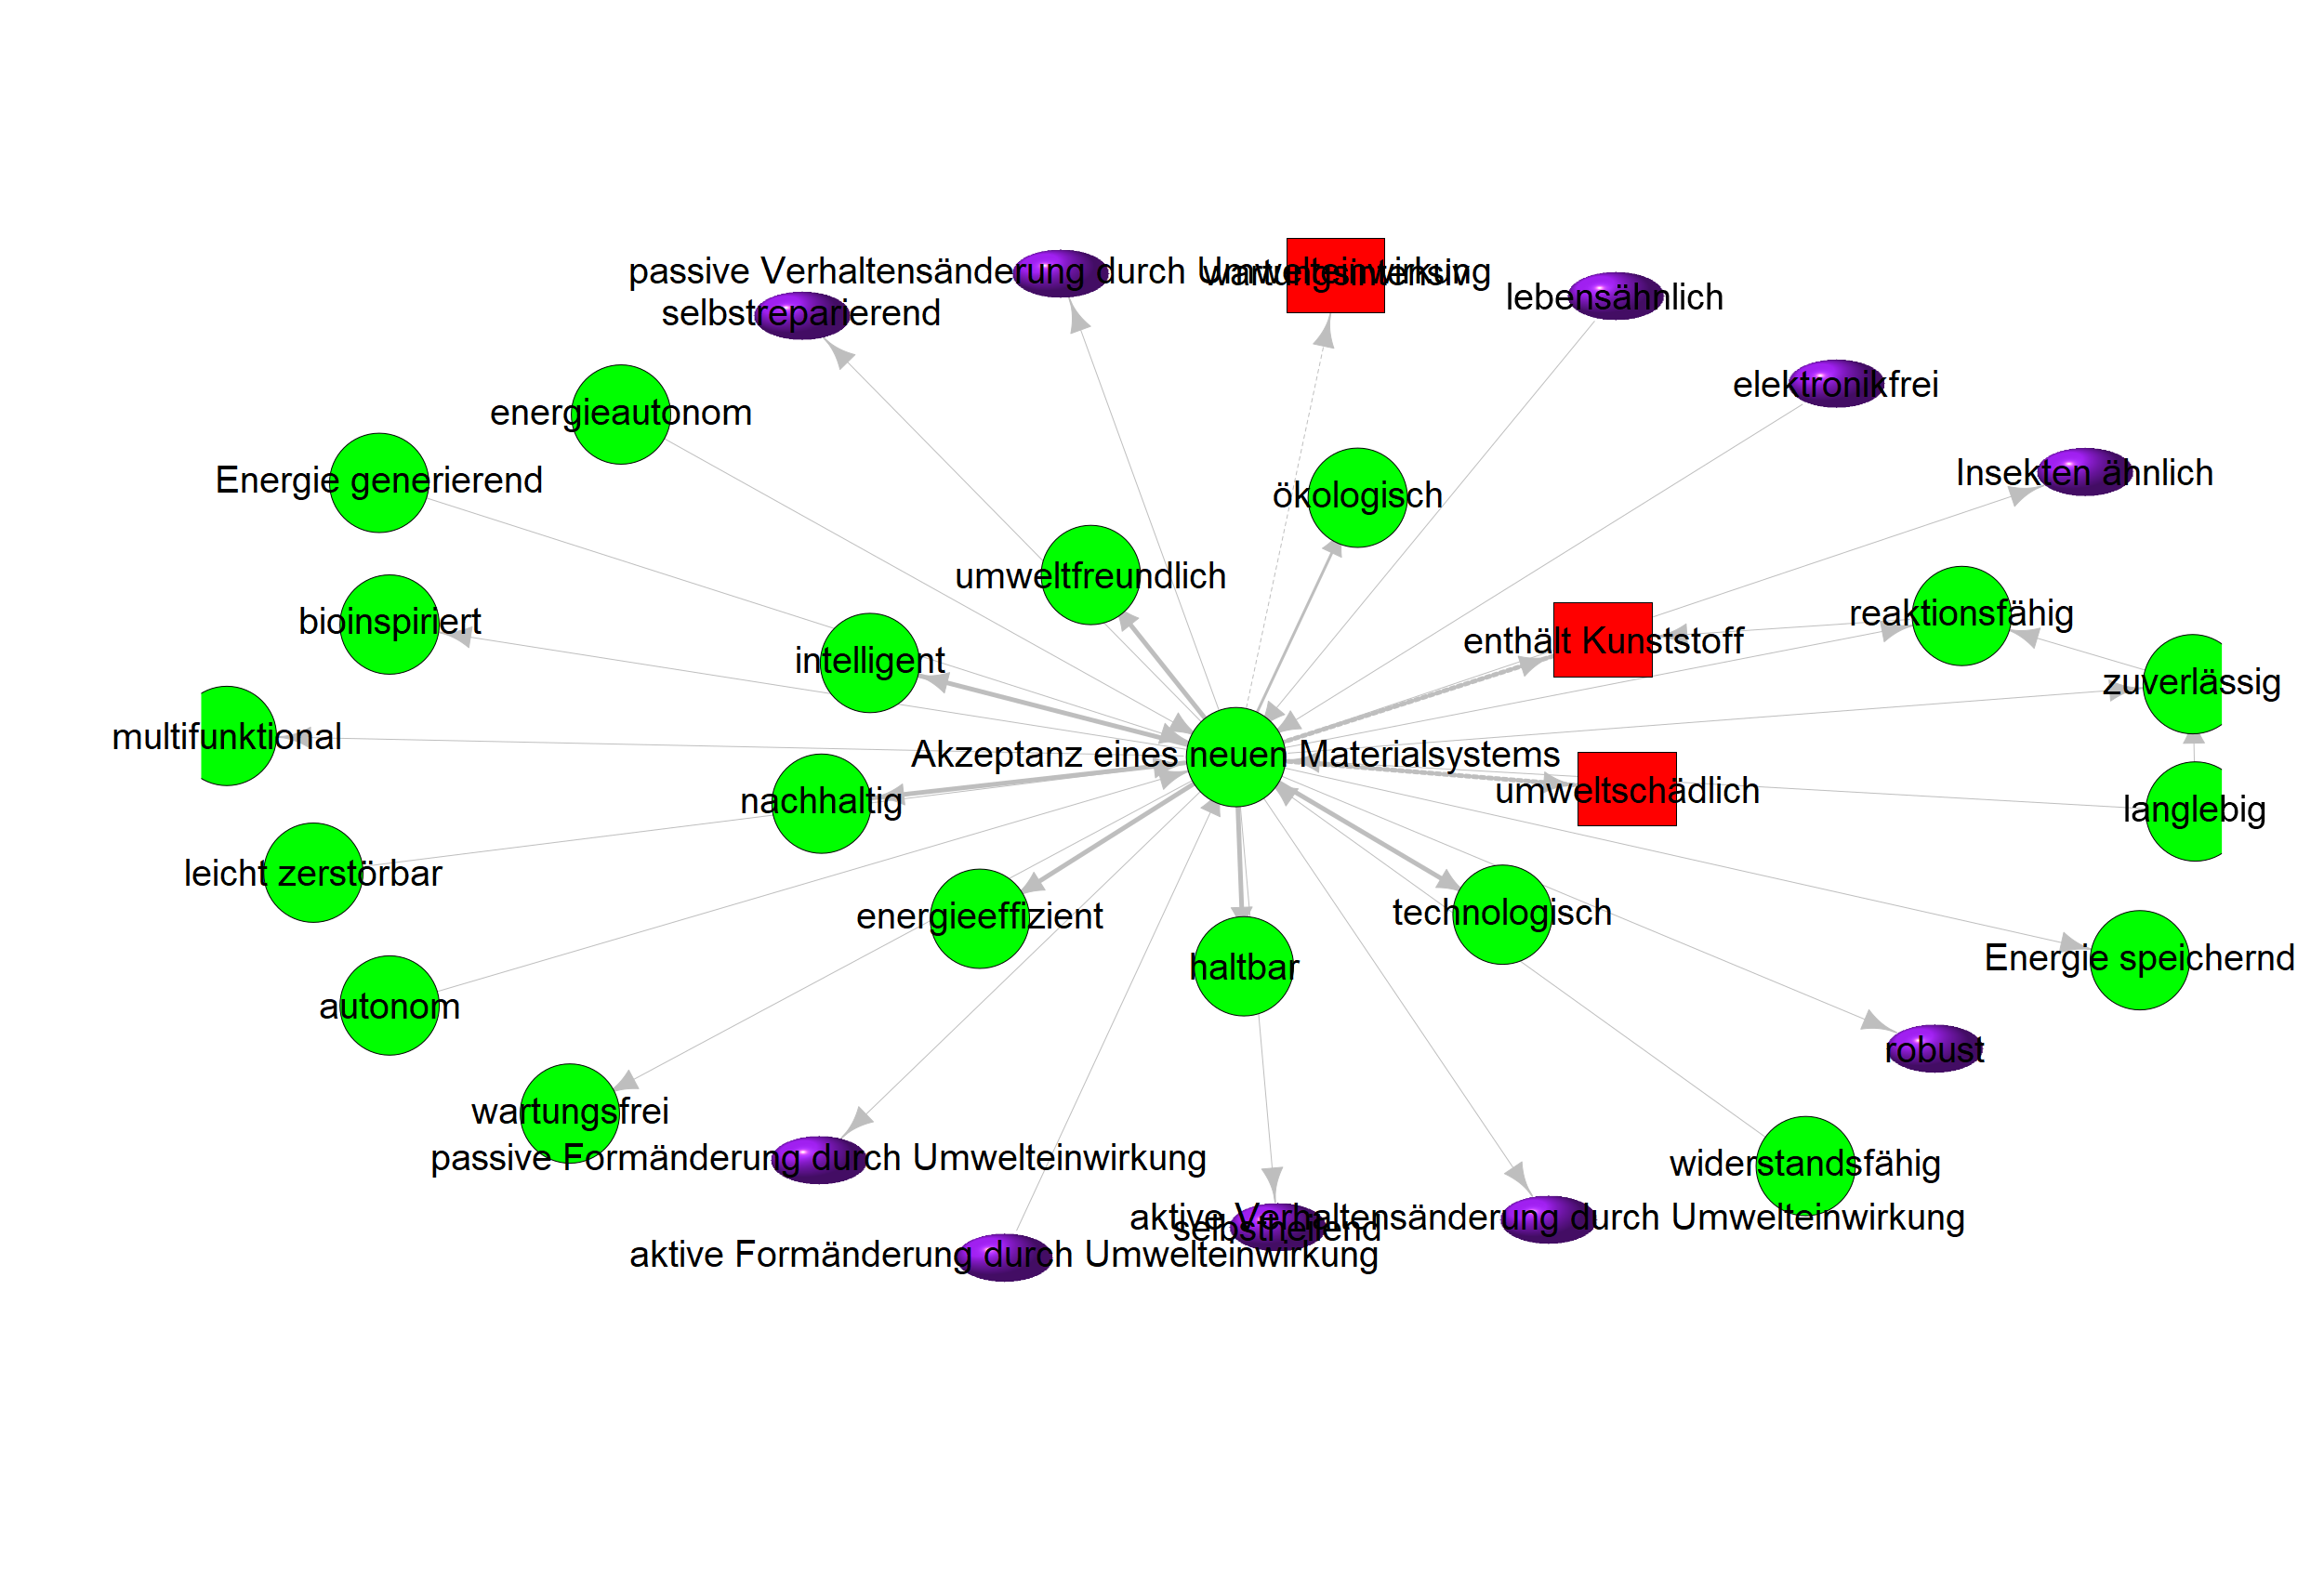 passive Verhaltensänderung durch Umwelteinwirkung
wartungsintensiv
lebensähnlich
selbstreparierend
elektronikfrei
energieautonom
Insekten ähnlich
Energie generierend
ökologisch
umweltfreundlich
reaktionsfähig
bioinspiriert
enthält Kunststoff
intelligent
zuverlässig
multifunktional
Akzeptanz eines neuen Materialsystems
umweltschädlich
nachhaltig
langlebig
leicht zerstörbar
energieeffizient
technologisch
Energie speichernd
haltbar
autonom
robust
wartungsfrei
passive Formänderung durch Umwelteinwirkung
widerstandsfähig
aktive Verhaltensänderung durch Umwelteinwirkung
selbstheilend
aktive Formänderung durch Umwelteinwirkung